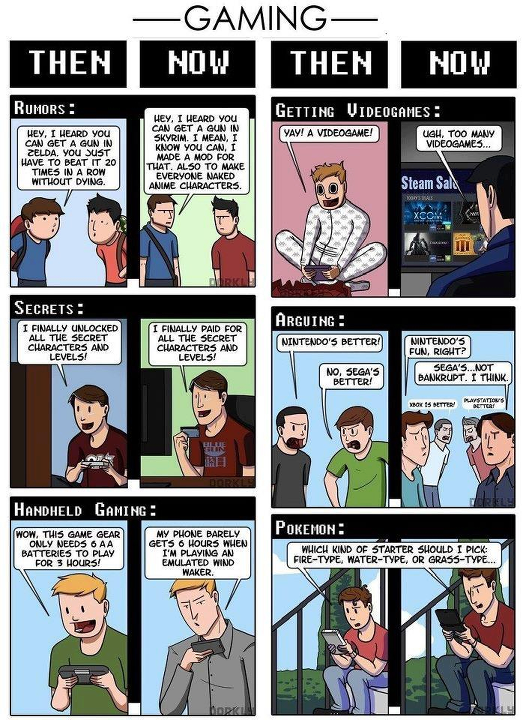 GAMING
THEN
NOW
THEN
NOW
RUMORS:
HEY, I HEARD YOU
CAN GET A GUN IN
ZELDA. YOU JUST
HAVE TO BEAT IT 20
TIMES IN A ROW
WITHOUT DYING.
HEY, I HEARD YOU
CAN GET A GUN IN
SKYRIM. I MEAN, I
KNOW YOU CAN, I
MADE A MOD FOR
THAT. ALSO TO MAKE
EVERYONE NAKED
ANIME CHARACTERS.
DORKLY
SECRETS:
I FINALLY UNLOCKED
ALL THE SECRET
CHARACTERS AND
LEVELS!
I FINALLY PAID FOR
ALL THE SECRET
CHARACTERS AND
LEVELS!
BLUE
SUN
DORKLY
HANDHELD GAMING:
WOW, THIS GAME GEAR
ONLY NEEDS 6 AA
BATTERIES TO PLAY
FOR 3 HOURS!
MY PHONE BARELY
GETS 6 HOURS WHEN
I'M PLAYING AN
EMULATED WIND
WAKER.
DORKLY
GETTING VIDEOGAMES:
YAY! A VIDEOGAME!
UGH, TOO MANY
VIDEOGAMES...
Steam Sale
XCOM
ARGUING:
NINTENDO'S BETTER!
NO, SEGA'S
BETTER!
NINTENDO'S
FUN, RIGHT?
SEGA'S...NOT
BANKRUPT. I THINK.
XBOX IS BETTER!
PLAYSTATION'S
BETTER!
DORKLY
POKEMON:
WHICH KIND OF STARTER SHOULD I PICK:
FIRE-TYPE, WATER-TYPE, OR GRASS-TYPE...
DORKLY